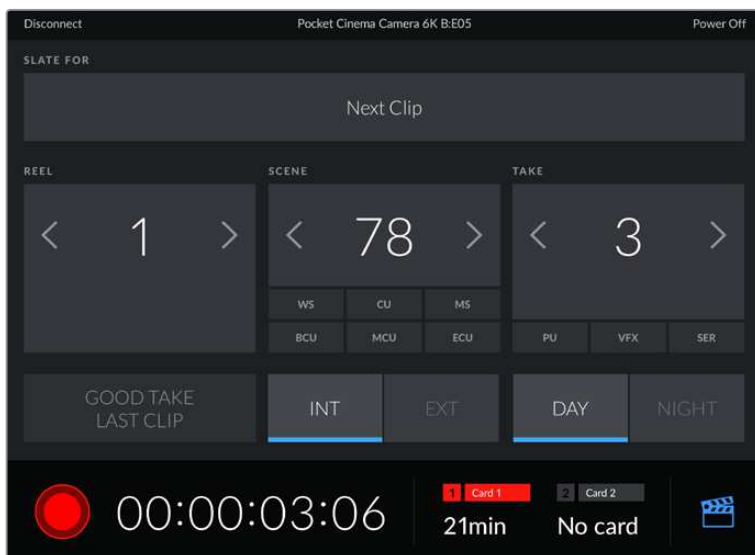 Disconnect Pocket Cinema Camera 6K B:E05 Power Off
SLATE FOR
Next Clip
REEL SCENE TAKE
< 1 > < 78 > < 3 >
WS CU MS
BCU MCU ECU PU VFX SER
GOOD TAKE
LAST CLIP
INT EXT DAY NIGHT
1 Card 1 2 Card 2
00:00:03:06 21min No card